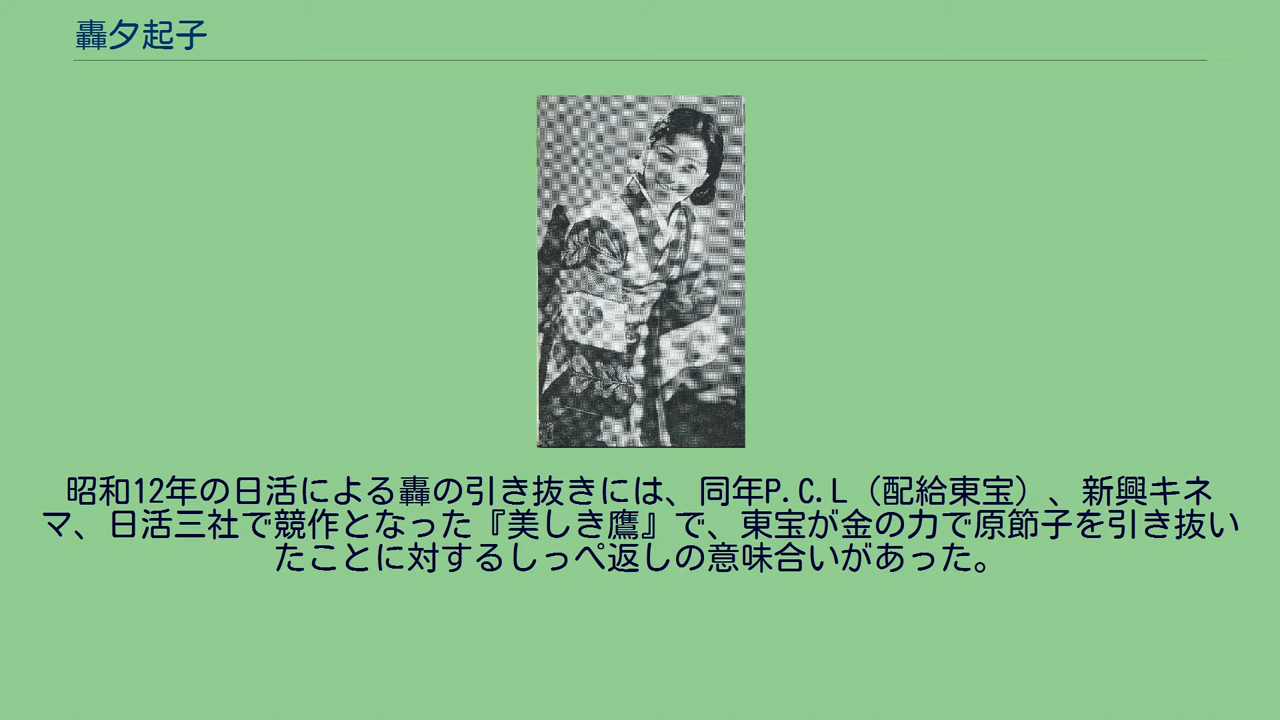 轟夕起子
昭和12年の日活による轟の引き抜きには、同年P.C.L（配給東宝）、新興キネ
マ、日活三社で競作となった『美しき鷹』で、東宝が金の力で原節子を引き抜い
たことに対するしっぺ返しの意味合いがあった。